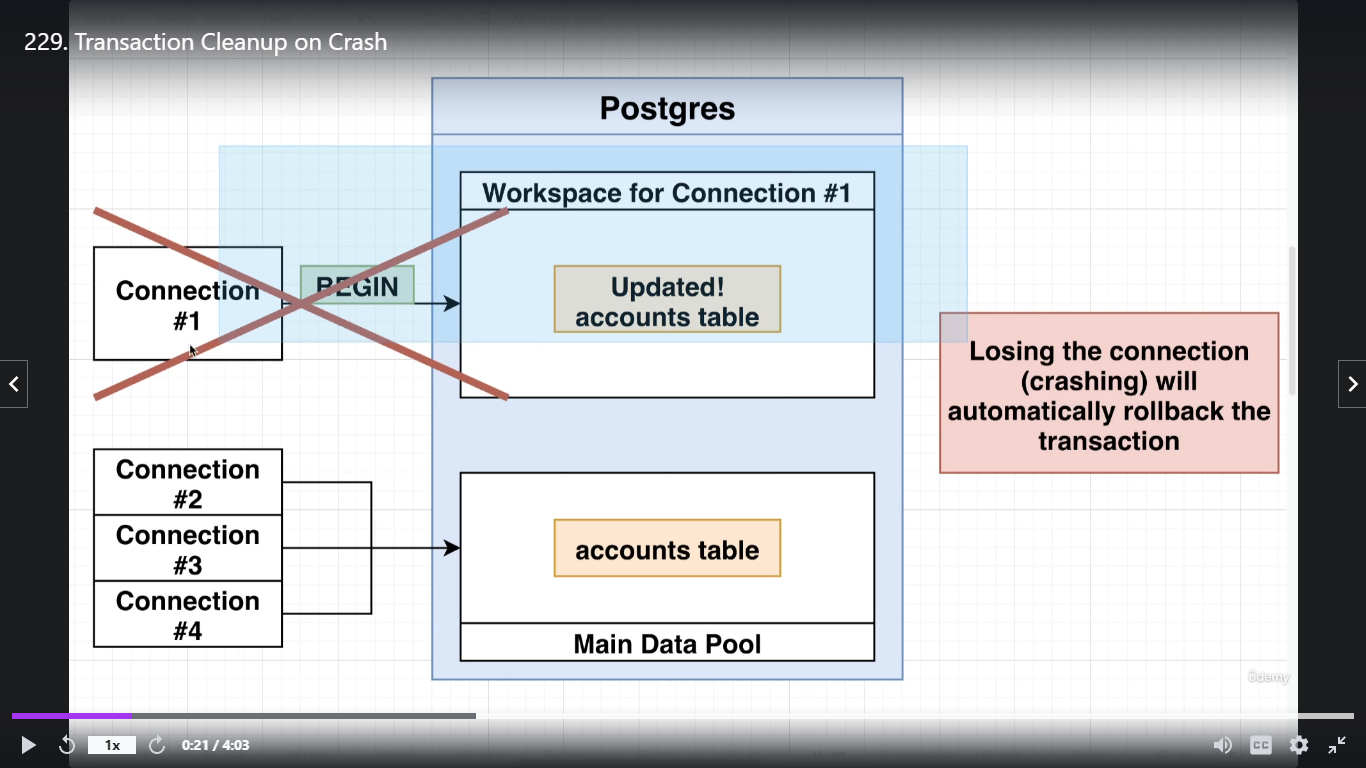 229. Transaction Cleanup on Crash
Postgres
Workspace for Connection #1
Connection
#1
BEGIN
Updated!
accounts table
Losing the connection
(crashing) will
automatically rollback the
transaction
Connection
#2
Connection
#3
Connection
#4
accounts table
Main Data Pool
ûdemy
1x
0:21 / 4:03
CC